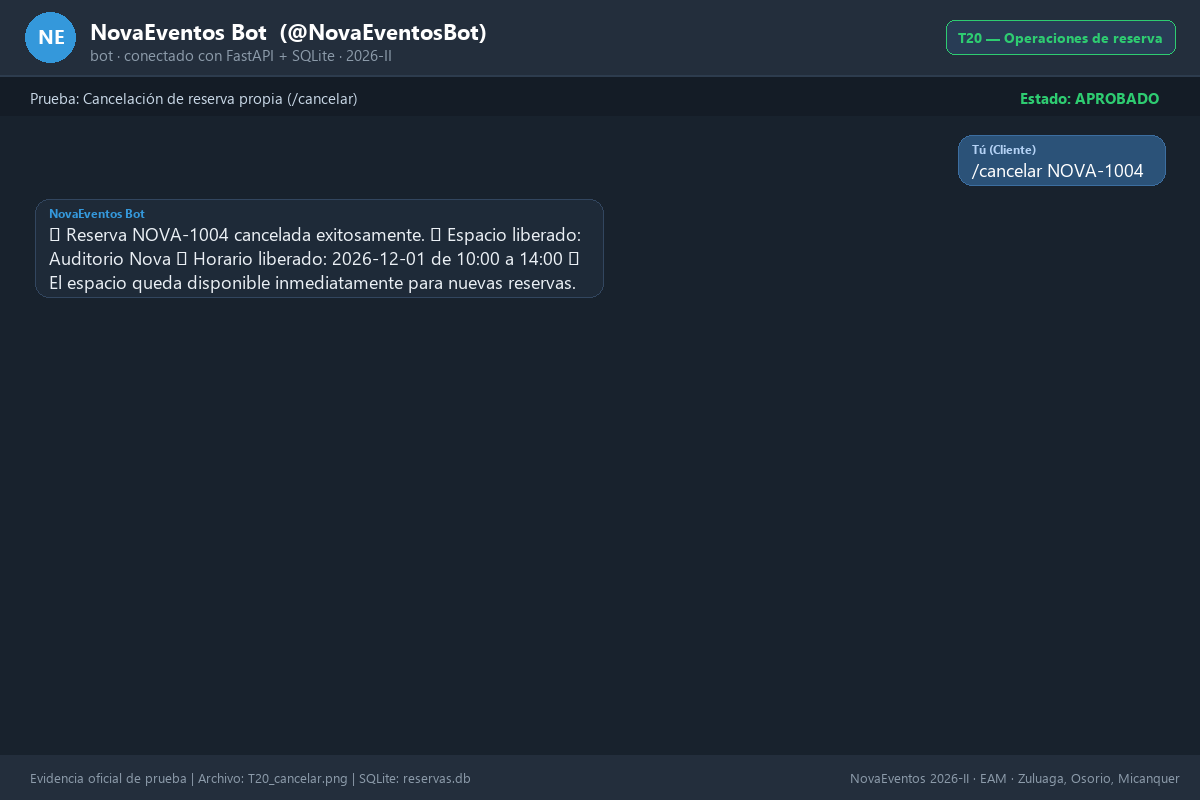 NE
NovaEventos Bot (@NovaEventosBot)
bot · conectado con FastAPI + SQLite · 2026-II
T20 — Operaciones de reserva
Prueba: Cancelación de reserva propia (/cancelar)
Estado: APROBADO
Tú (Cliente)
/cancelar NOVA-1004
NovaEventos Bot
▯ Reserva NOVA-1004 cancelada exitosamente. ▯ Espacio liberado:
Auditorio Nova ▯ Horario liberado: 2026-12-01 de 10:00 a 14:00 ▯
El espacio queda disponible inmediatamente para nuevas reservas.
Evidencia oficial de prueba | Archivo: T20_cancelar.png | SQLite: reservas.db
NovaEventos 2026-II · EAM · Zuluaga, Osorio, Micanquer